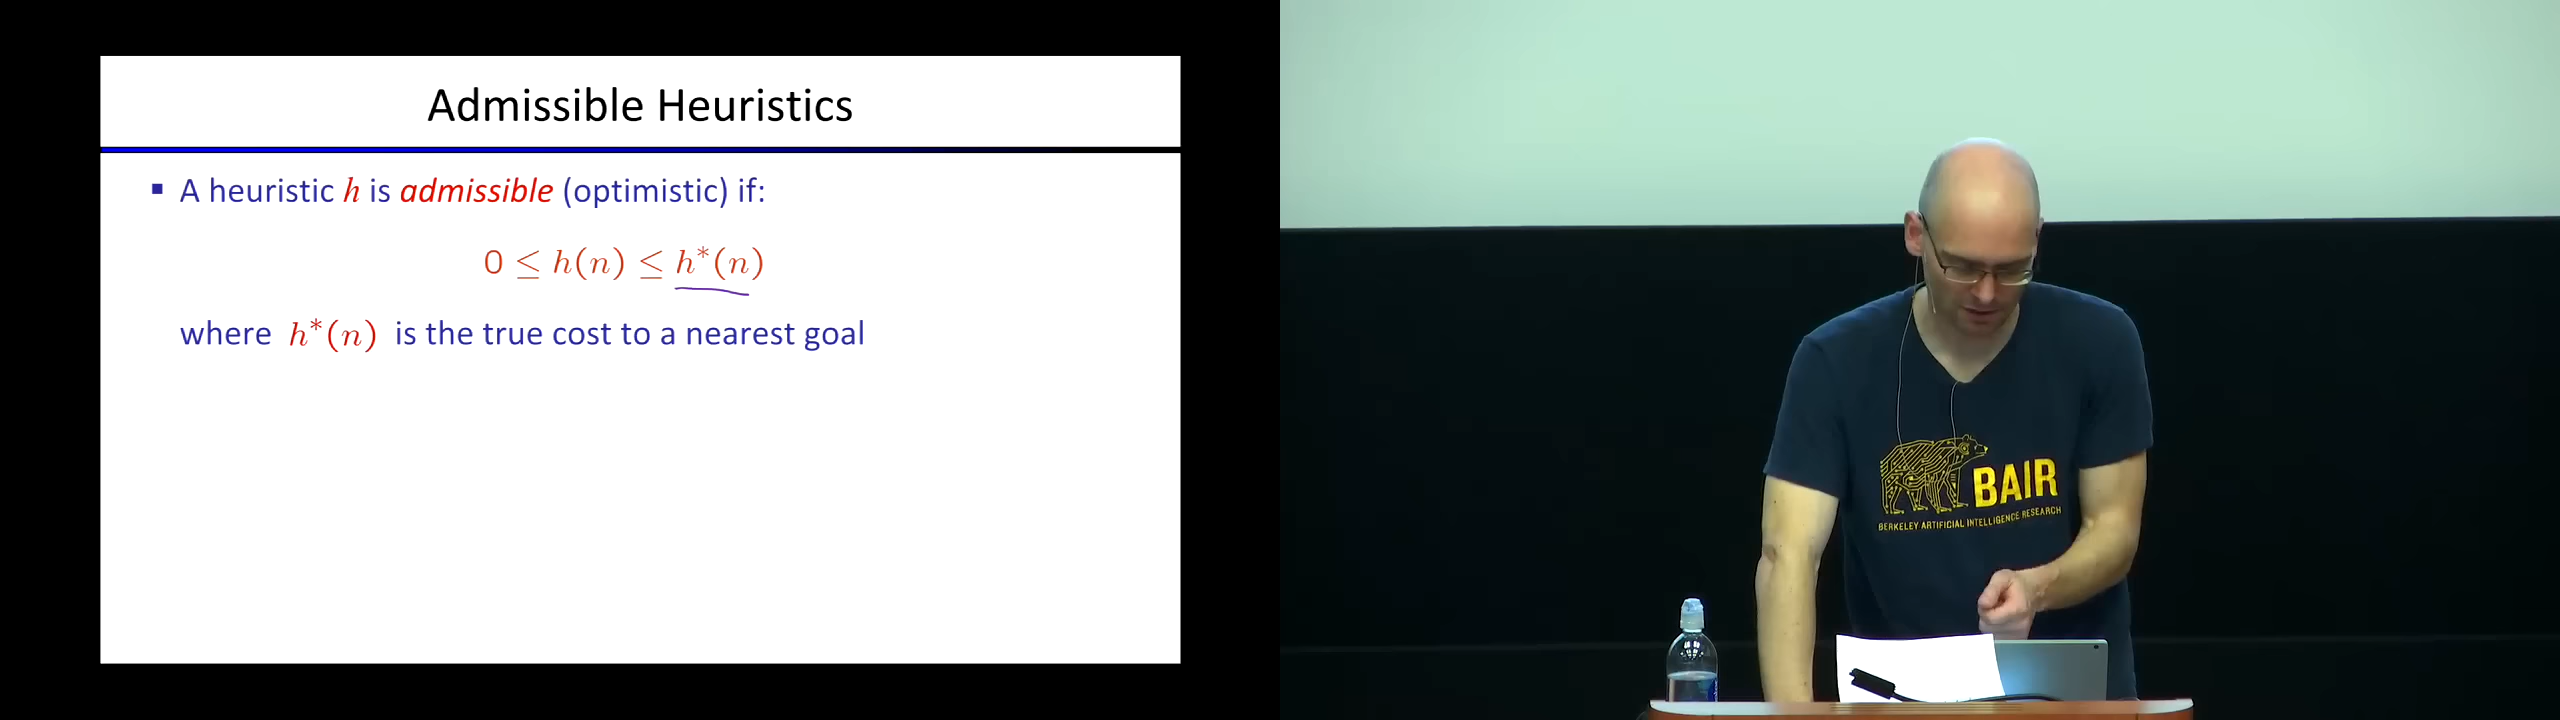 Admissible Heuristics
▪ A heuristic h is admissible (optimistic) if:
0 ≤ h(n) ≤ h*(n)
where h*(n) is the true cost to a nearest goal
BAIR
BERKELEY ARTIFICIAL INTELLIGENCE RESEARCH